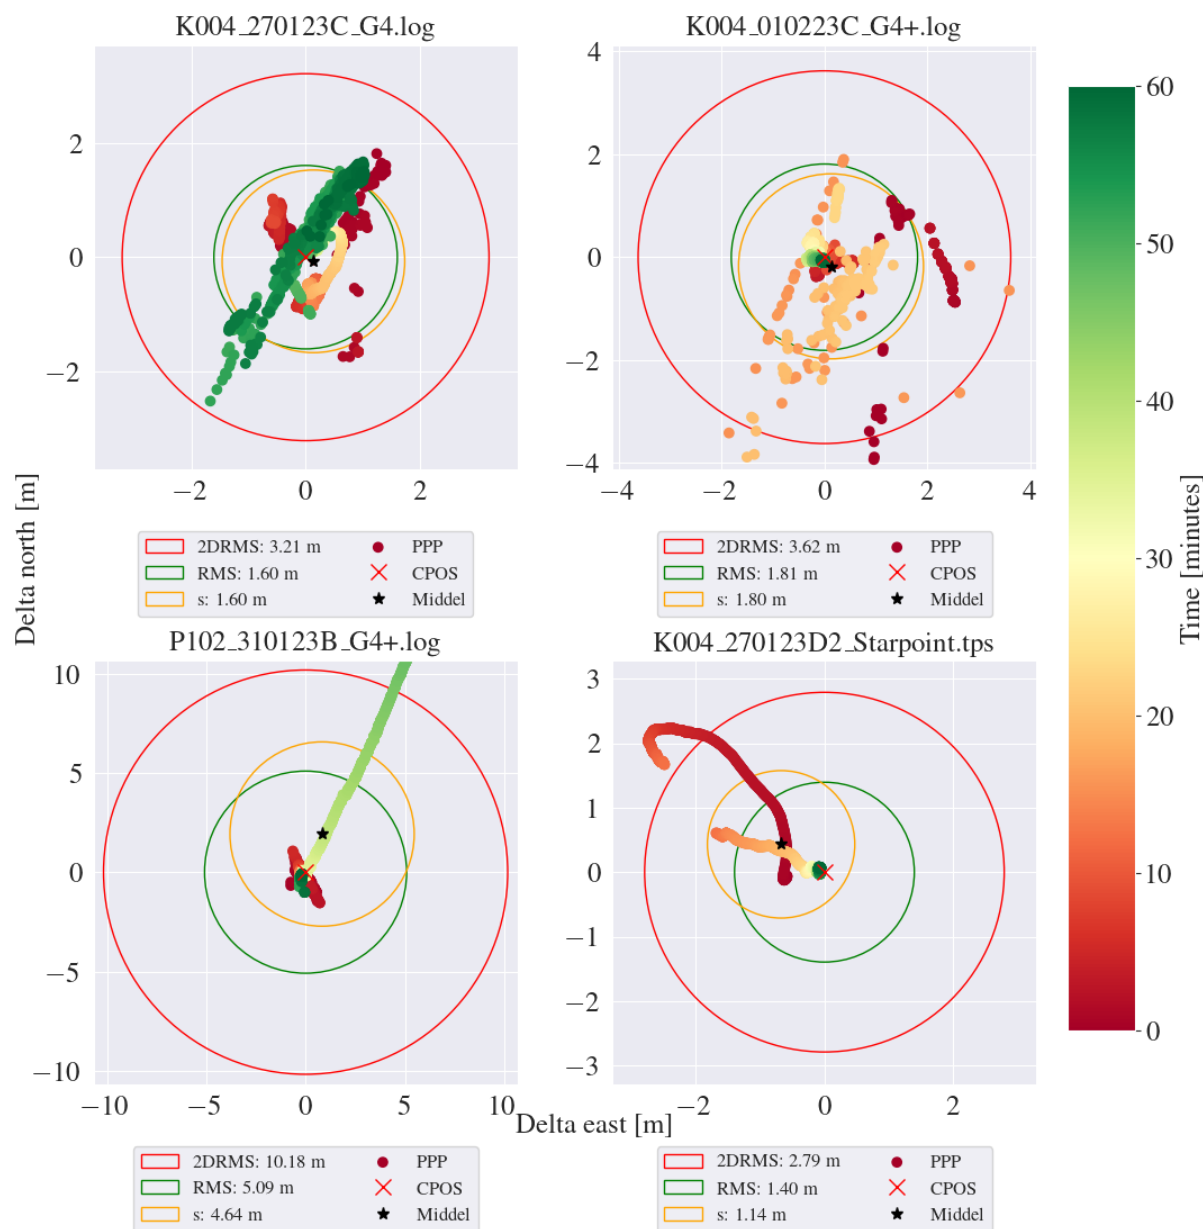 K004_270123C_G4.log
K004_010223C_G4+.log
2
0
−2
−2
0
2
4
2
0
−2
−4
−4
−2
0
2
4
2DRMS: 3.21 m
PPP
RMS: 1.60 m
CPOS
s: 1.60 m
Middel
2DRMS: 3.62 m
PPP
RMS: 1.81 m
CPOS
s: 1.80 m
Middel
P102_310123B_G4+.log
K004_270123D2_Starpoint.tps
10
5
0
−5
−10
−10
−5
0
5
10
3
2
1
0
−1
−2
−3
−2
0
2
Delta north [m]
Delta east [m]
2DRMS: 10.18 m
PPP
RMS: 5.09 m
CPOS
s: 4.64 m
Middel
2DRMS: 2.79 m
PPP
RMS: 1.40 m
CPOS
s: 1.14 m
Middel
60
50
40
30
20
10
0
Time [minutes]